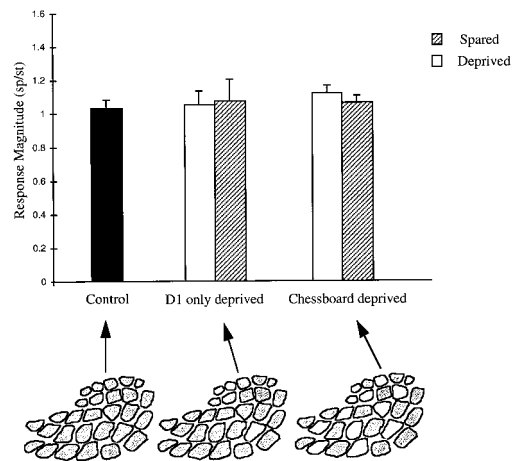 1.6
1.4
1.2
1
0.8
0.6
0.4
0.2
0
Response Magnitude (sp/st)
Spared
Deprived
Control
D1 only deprived
Chessboard deprived